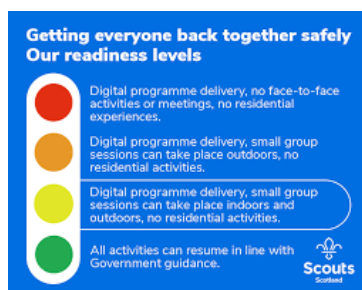 Getting everyone back together safely
Our readiness levels
Digital programme delivery, no face-to-face
activities or meetings, no residential
experiences.
Digital programme delivery, small group
sessions can take place outdoors, no
residential activities.
Digital programme delivery, small group
sessions can take place indoors and
outdoors, no residential activities.
All activities can resume in line with
Government guidance.
Scouts
Scotland